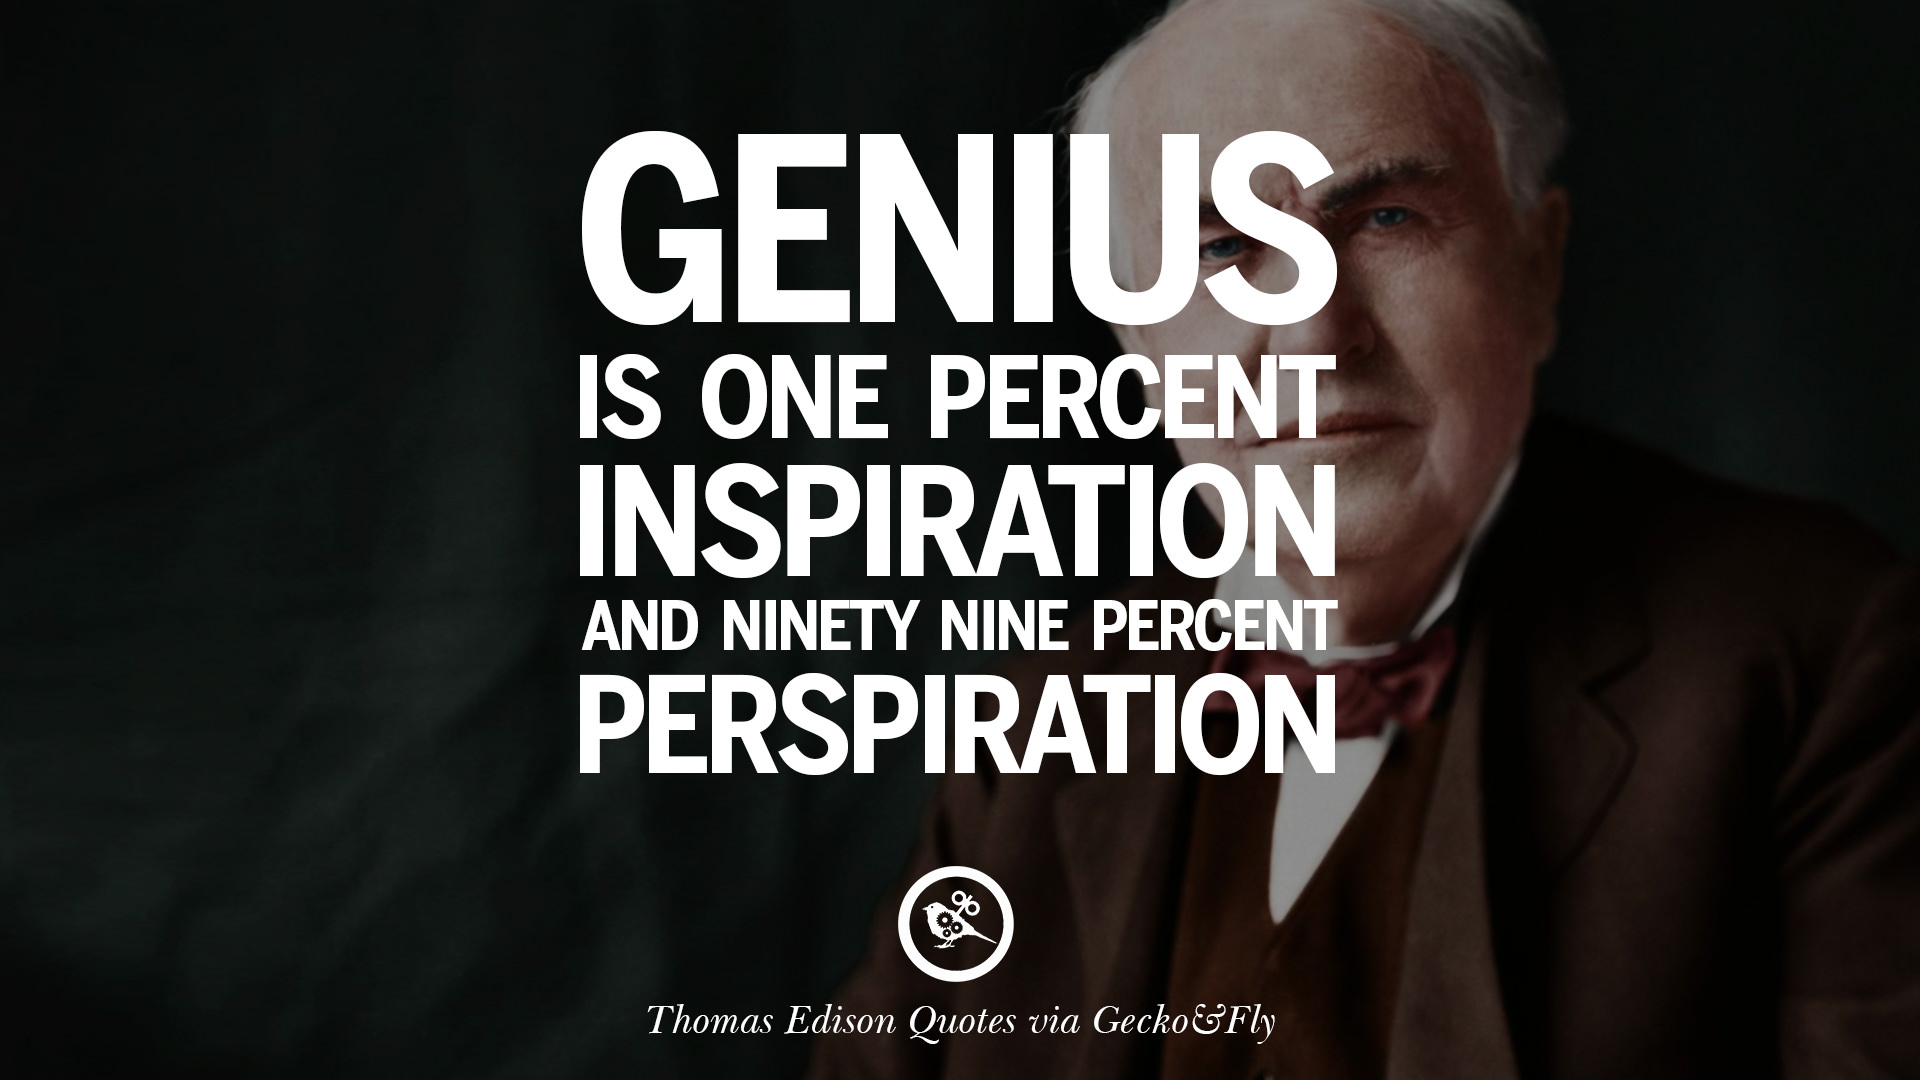 GENIUS
IS ONE PERCENT
INSPIRATION
AND NINETY NINE PERCENT
PERSPIRATION
Thomas Edison Quotes via Gecko&Fly